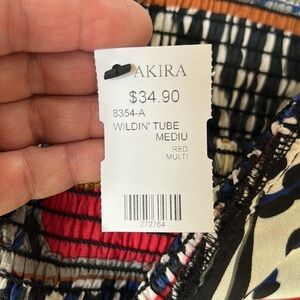 AKIRA
$34.90
8354-A
WILDIN' TUBE
MEDIU
RED
MULTI
272764